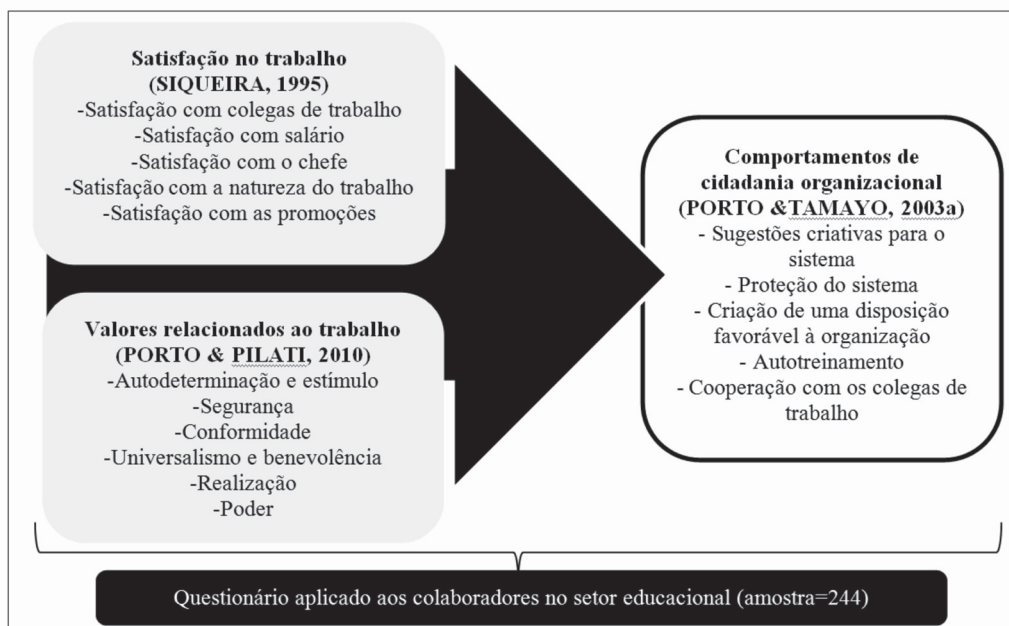 Satisfação no trabalho
(SIQUEIRA, 1995)
-Satisfação com colegas de trabalho
-Satisfação com salário
-Satisfação com o chefe
-Satisfação com a natureza do trabalho
-Satisfação com as promoções
Valores relacionados ao trabalho
(PORTO & PILATI, 2010)
-Autodeterminação e estímulo
-Segurança
-Conformidade
-Universalismo e benevolência
-Realização
-Poder
Comportamentos de
cidadania organizacional
(PORTO &TAMAYO, 2003a)
- Sugestões criativas para o
sistema
- Proteção do sistema
- Criação de uma disposição
favorável à organização
- Autotreinamento
- Cooperação com os colegas de
trabalho
Questionário aplicado aos colaboradores no setor educacional (amostra=244)